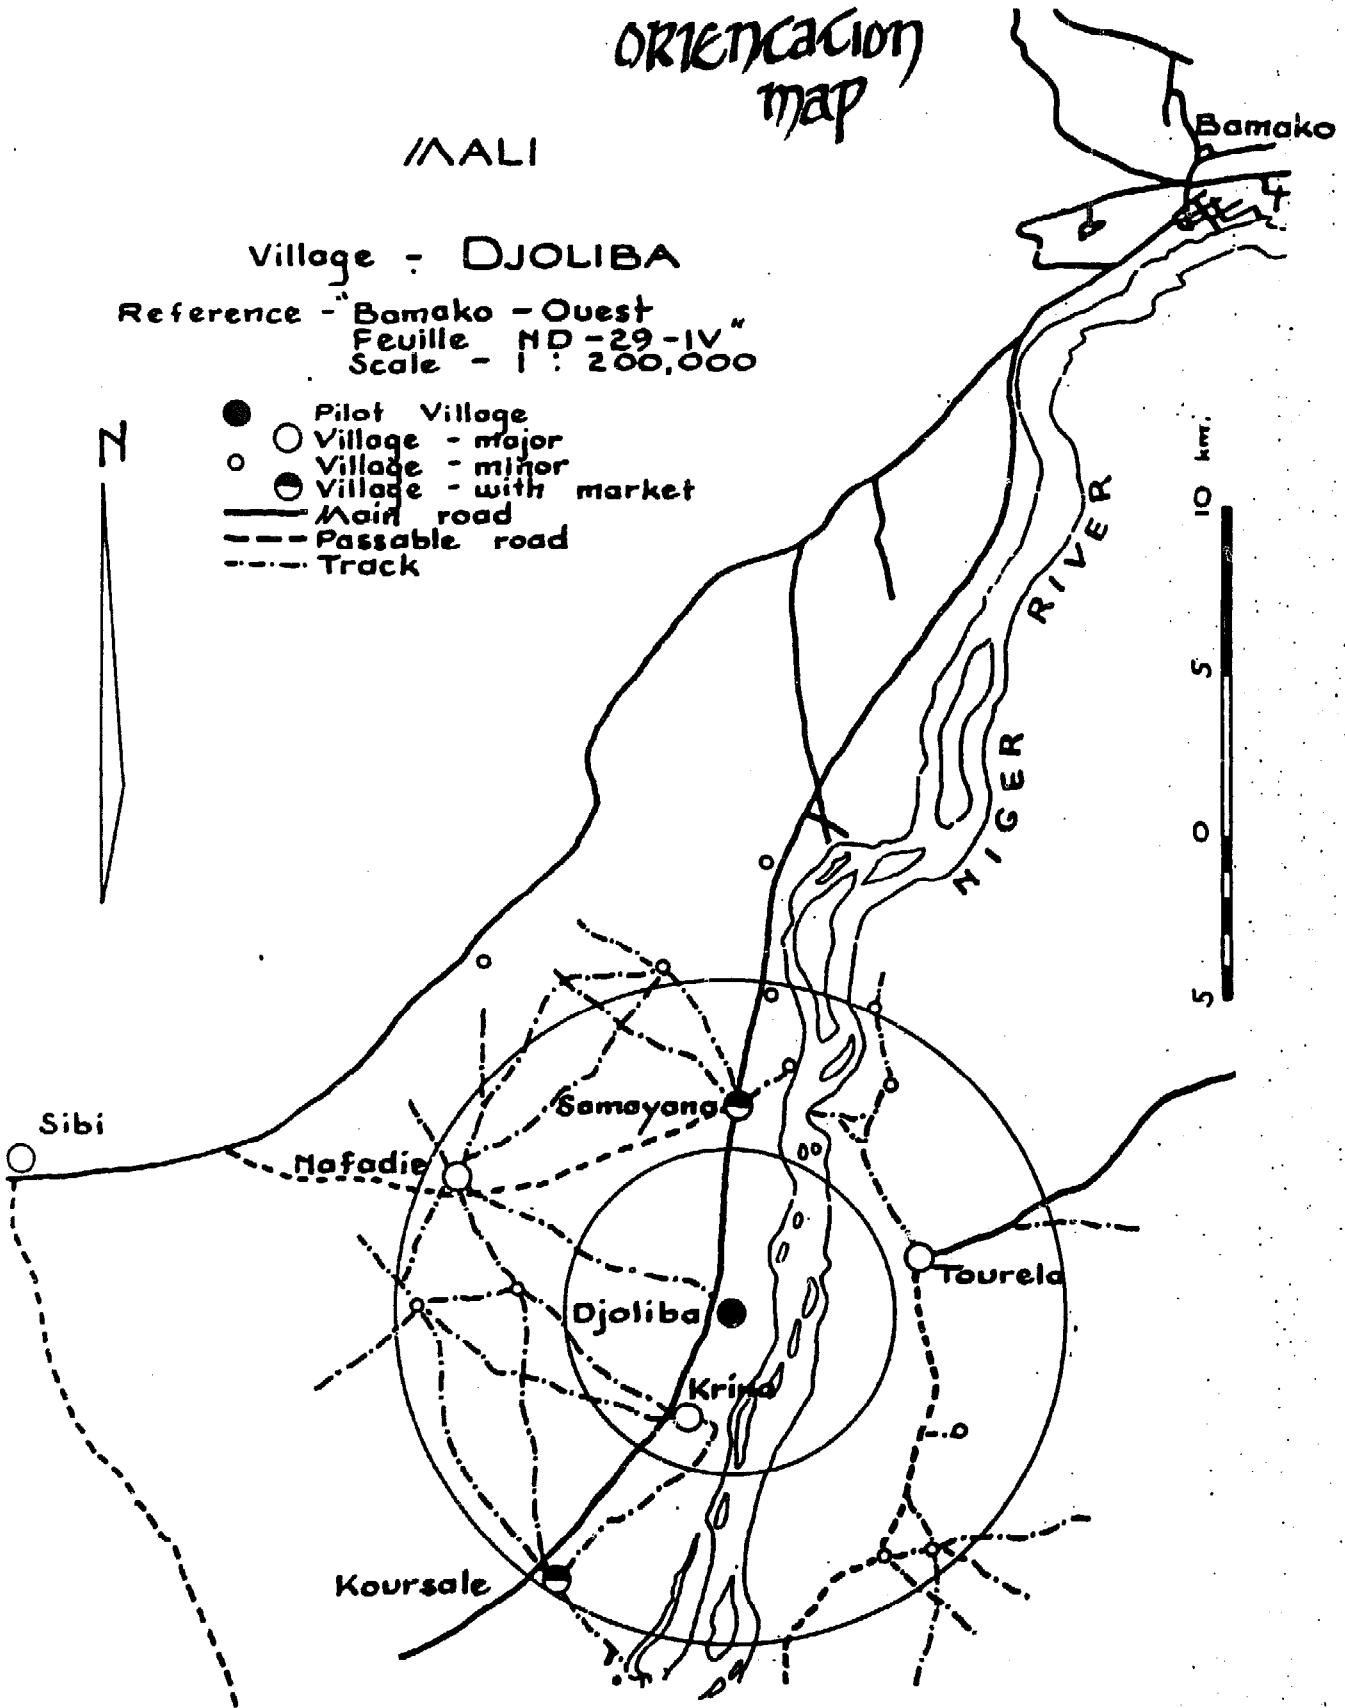 ORIENTATION
map
MALI
Bamako
Village - DJOLIBA
Reference - "Bamako - Ouest
Feuille ND-29-IV"
Scale - 1 : 200,000
N
Pilot Village
Village - major
Village - minor
Village - with market
Main road
Passable road
Track
10 km.
5
0
5
NIGER RIVER
Sibi
Samayana
Nafadie
Tourela
Djoliba
Krina
Koursale